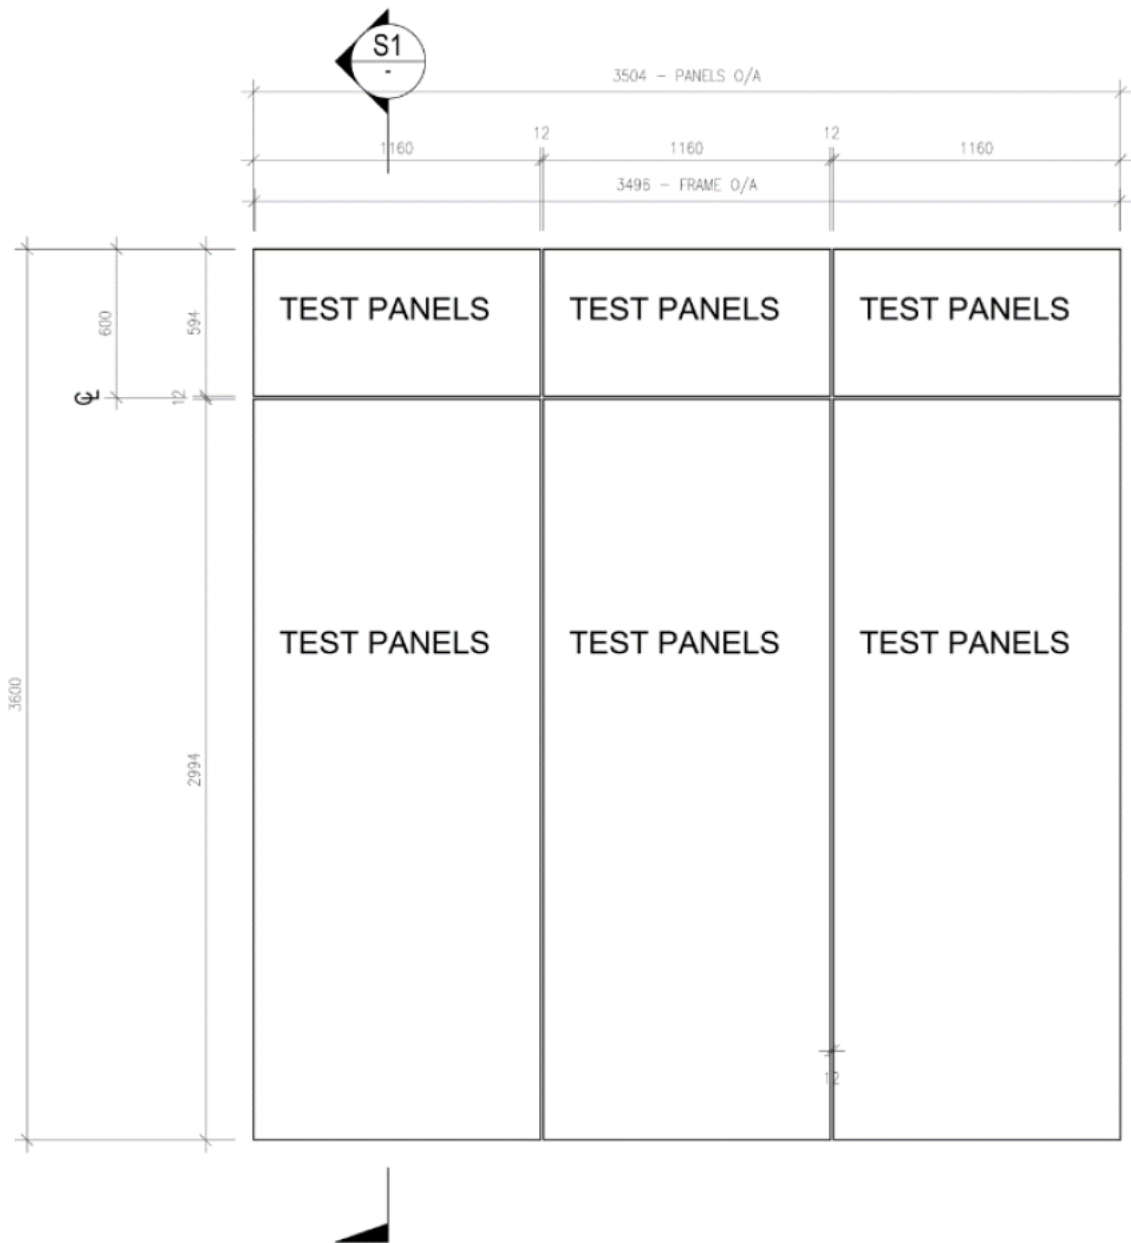 S1
-
3504 - PANELS O/A
12
12
1160
1160
1160
3496 - FRAME O/A
600
594
TEST PANELS
TEST PANELS
TEST PANELS
℄
12
TEST PANELS
TEST PANELS
TEST PANELS
3600
2994
12